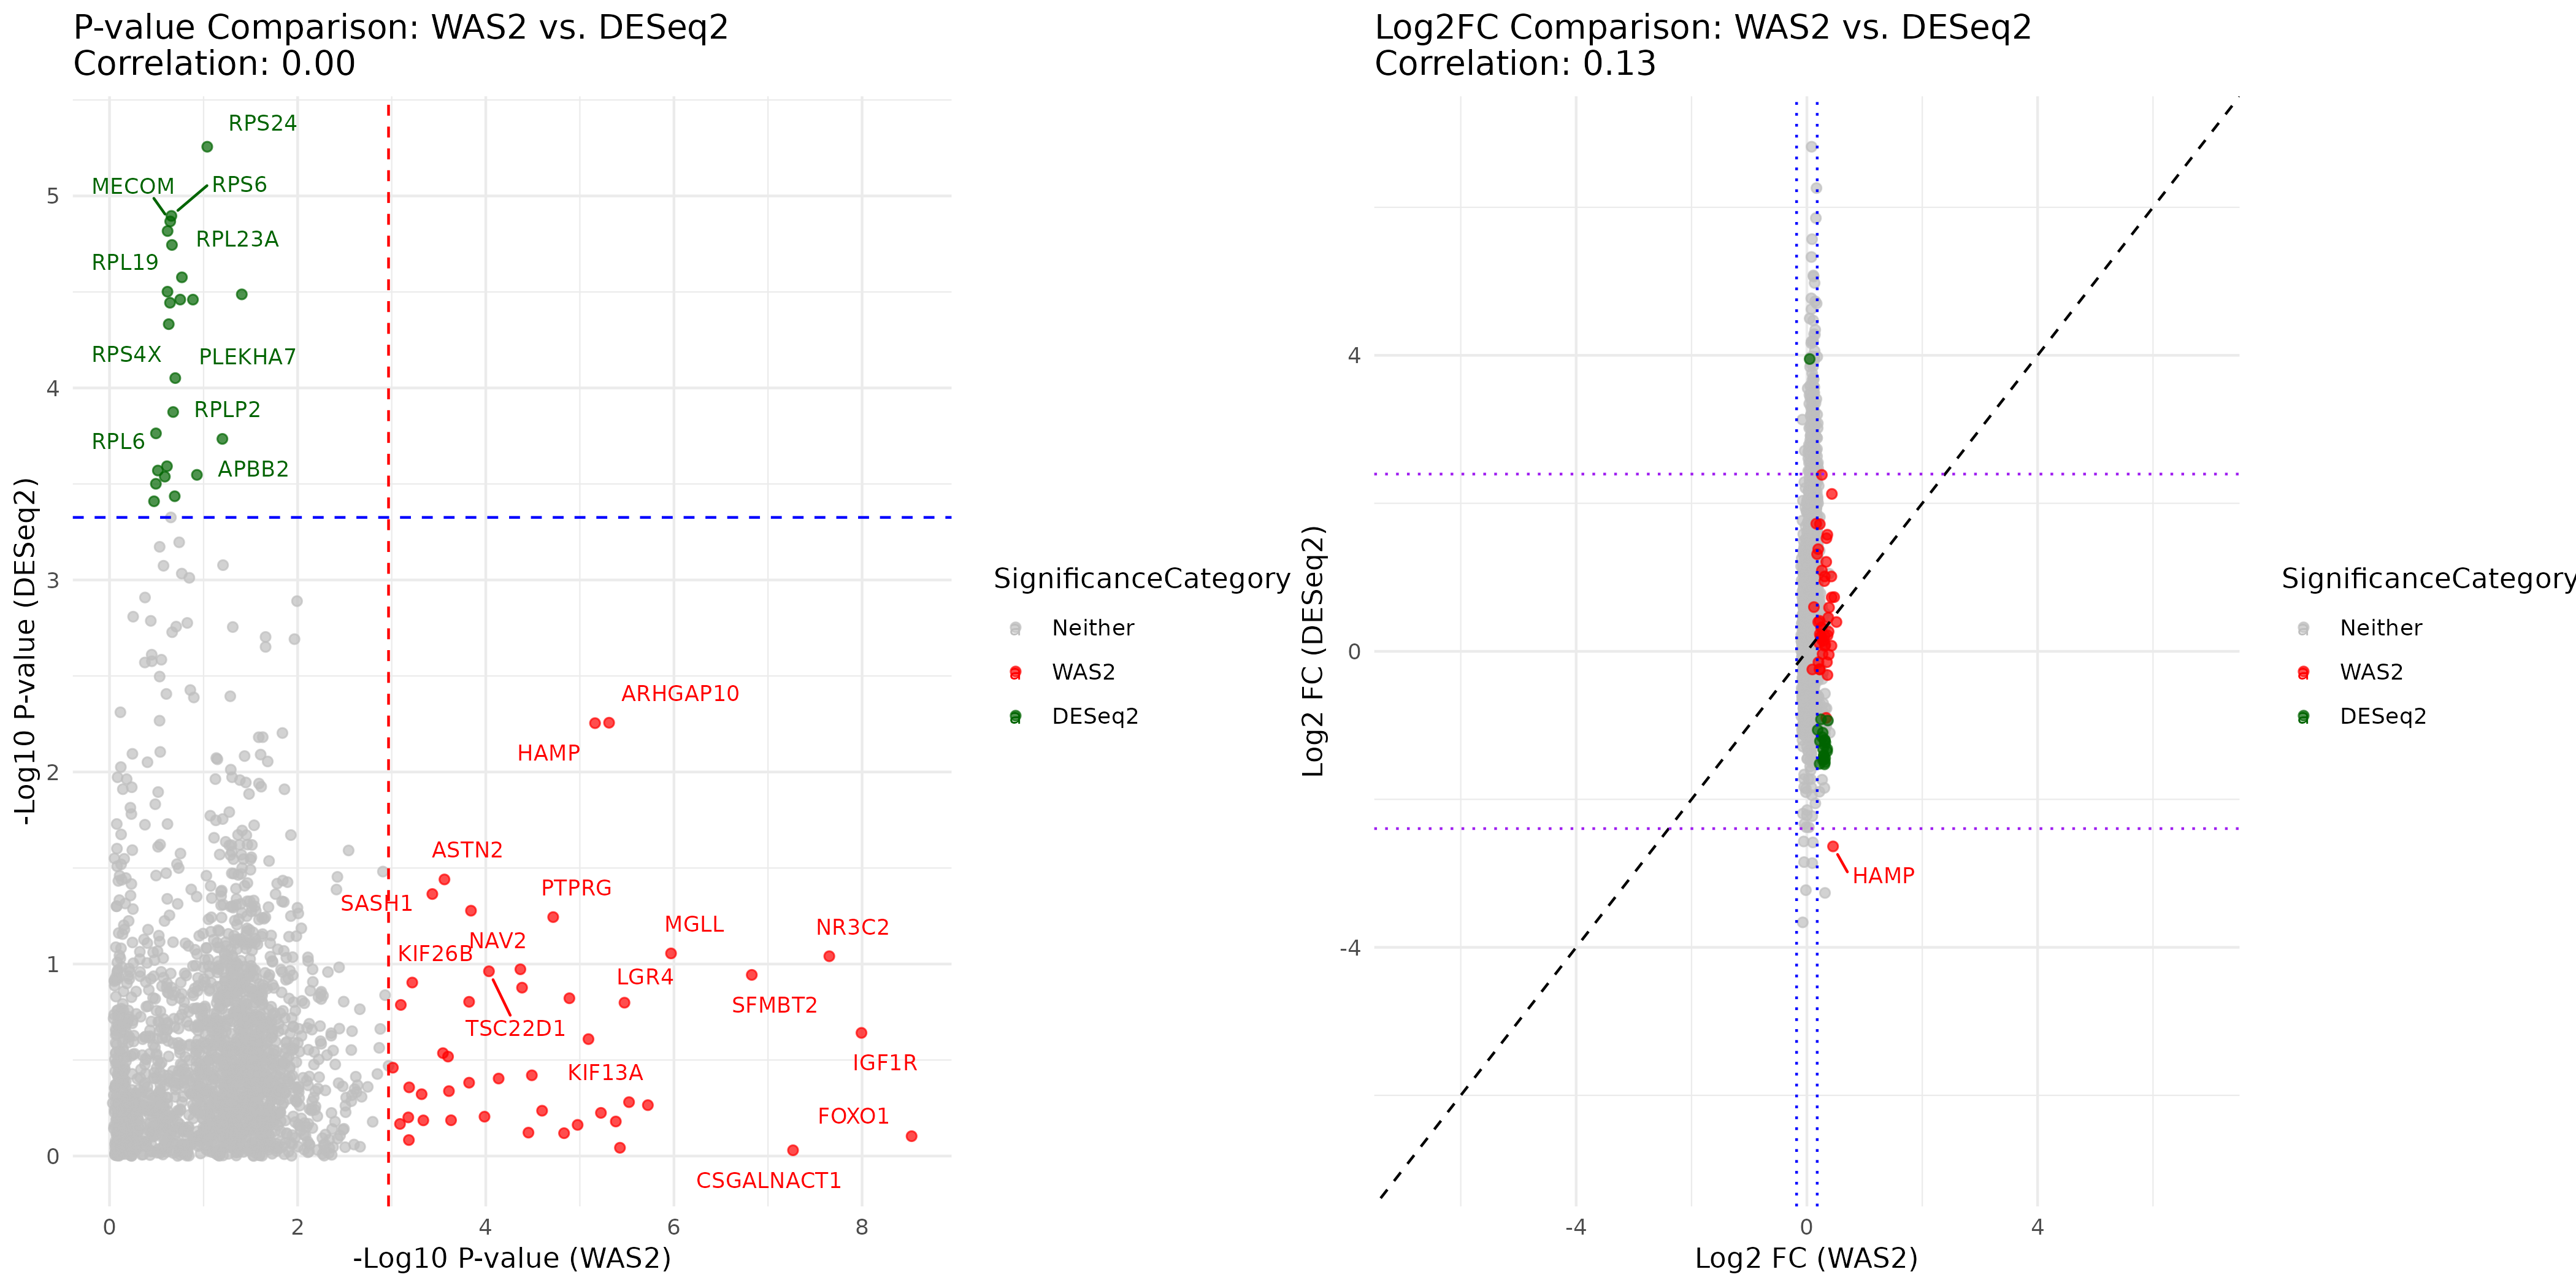 P-value Comparison: WAS2 vs. DESeq2
Correlation: 0.00
RPS24
MECOM
RPS6
RPL23A
RPL19
RPS4X
PLEKHA7
RPLP2
RPL6
APBB2
ARHGAP10
HAMP
ASTN2
SASH1
PTPRG
MGLL
NR3C2
NAV2
KIF26B
LGR4
SFMBT2
TSC22D1
IGF1R
KIF13A
FOXO1
CSGALNACT1
5
4
3
2
1
0
0
2
4
6
8
-Log10 P-value (DESeq2)
-Log10 P-value (WAS2)
SignificanceCategory
Neither
WAS2
DESeq2
Log2FC Comparison: WAS2 vs. DESeq2
Correlation: 0.13
HAMP
4
0
-4
-4
0
4
Log2 FC (DESeq2)
Log2 FC (WAS2)
SignificanceCategory
Neither
WAS2
DESeq2